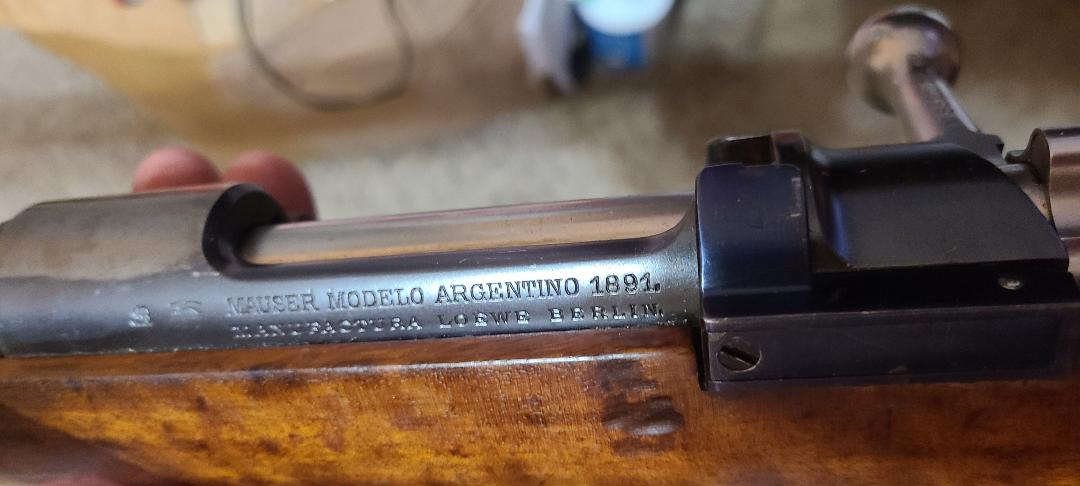 MAUSER MODELO ARGENTINO 1891.
MANUFACTURA LOEWE BERLIN.